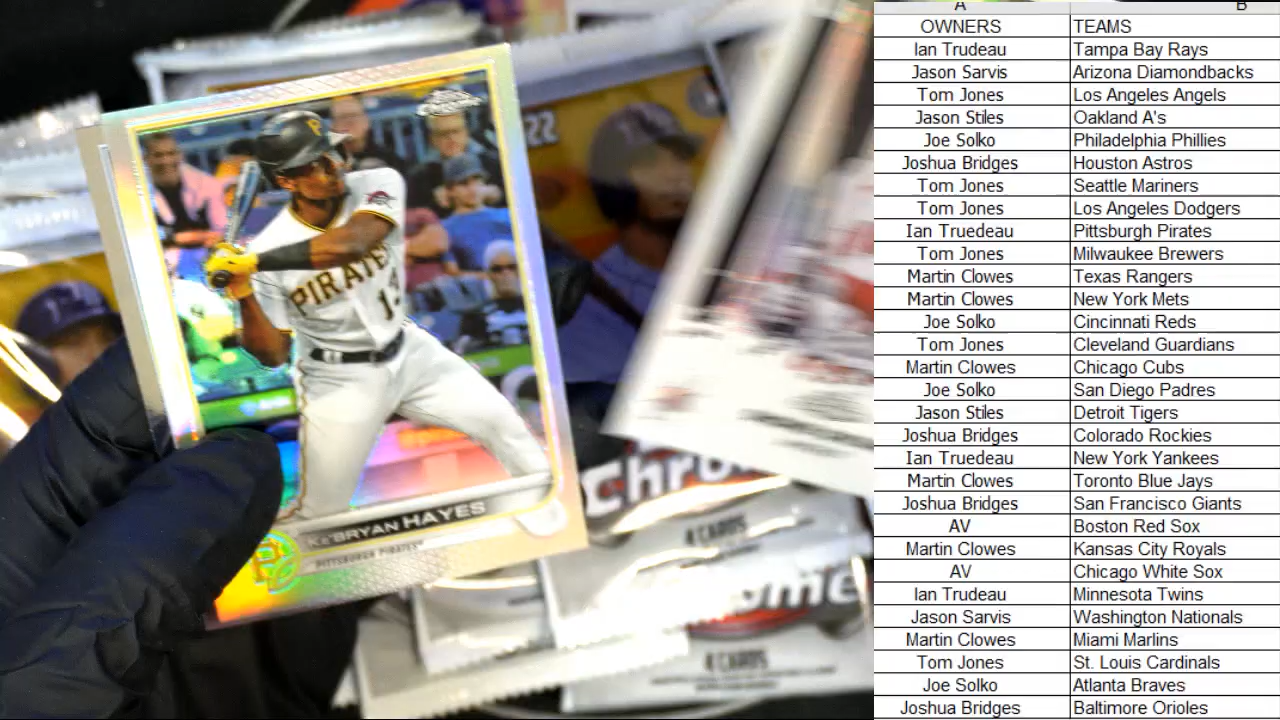 22
Chrome
P
PIRATES
KE'BRYAN HAYES
PITTSBURGH PIRATES
Chrome
4 CARDS
4 CARDS
A B
OWNERS TEAMS
Ian Trudeau Tampa Bay Rays
Jason Sarvis Arizona Diamondbacks
Tom Jones Los Angeles Angels
Jason Stiles Oakland A's
Joe Solko Philadelphia Phillies
Joshua Bridges Houston Astros
Tom Jones Seattle Mariners
Tom Jones Los Angeles Dodgers
Ian Truedeau Pittsburgh Pirates
Tom Jones Milwaukee Brewers
Martin Clowes Texas Rangers
Martin Clowes New York Mets
Joe Solko Cincinnati Reds
Tom Jones Cleveland Guardians
Martin Clowes Chicago Cubs
Joe Solko San Diego Padres
Jason Stiles Detroit Tigers
Joshua Bridges Colorado Rockies
Ian Truedeau New York Yankees
Martin Clowes Toronto Blue Jays
Joshua Bridges San Francisco Giants
AV Boston Red Sox
Martin Clowes Kansas City Royals
AV Chicago White Sox
Ian Trudeau Minnesota Twins
Jason Sarvis Washington Nationals
Martin Clowes Miami Marlins
Tom Jones St. Louis Cardinals
Joe Solko Atlanta Braves
Joshua Bridges Baltimore Orioles